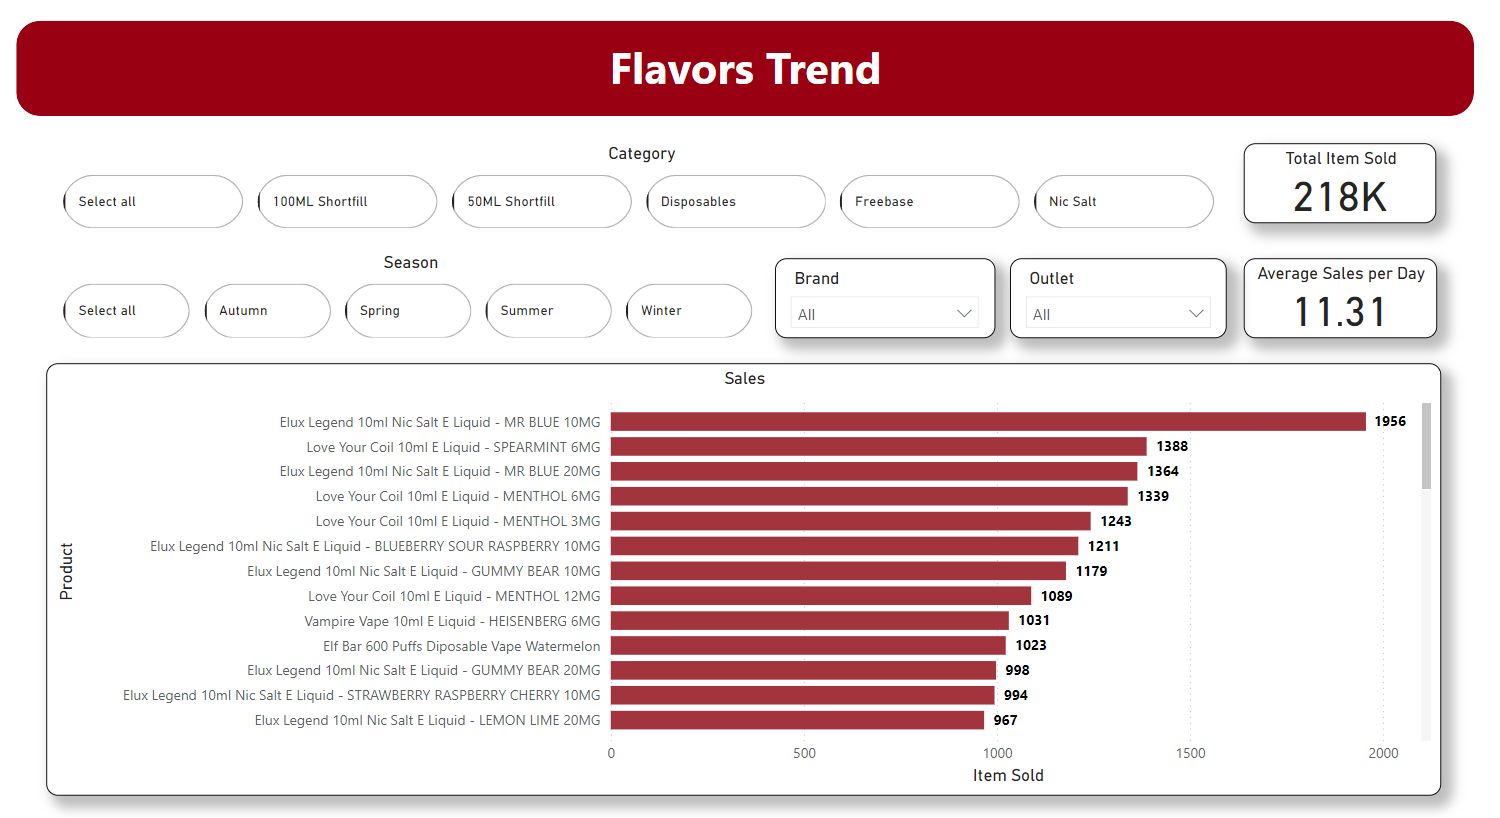 Flavors Trend
Category
Select all
100ML Shortfill
50ML Shortfill
Disposables
Freebase
Nic Salt
Total Item Sold
218K
Season
Select all
Autumn
Spring
Summer
Winter
Brand
All
Outlet
All
Average Sales per Day
11.31
Sales
Product
Elux Legend 10ml Nic Salt E Liquid - MR BLUE 10MG 1956
Love Your Coil 10ml E Liquid - SPEARMINT 6MG 1388
Elux Legend 10ml Nic Salt E Liquid - MR BLUE 20MG 1364
Love Your Coil 10ml E Liquid - MENTHOL 6MG 1339
Love Your Coil 10ml E Liquid - MENTHOL 3MG 1243
Elux Legend 10ml Nic Salt E Liquid - BLUEBERRY SOUR RASPBERRY 10MG 1211
Elux Legend 10ml Nic Salt E Liquid - GUMMY BEAR 10MG 1179
Love Your Coil 10ml E Liquid - MENTHOL 12MG 1089
Vampire Vape 10ml E Liquid - HEISENBERG 6MG 1031
Elf Bar 600 Puffs Diposable Vape Watermelon 1023
Elux Legend 10ml Nic Salt E Liquid - GUMMY BEAR 20MG 998
Elux Legend 10ml Nic Salt E Liquid - STRAWBERRY RASPBERRY CHERRY 10MG 994
Elux Legend 10ml Nic Salt E Liquid - LEMON LIME 20MG 967
0 500 1000 1500 2000
Item Sold